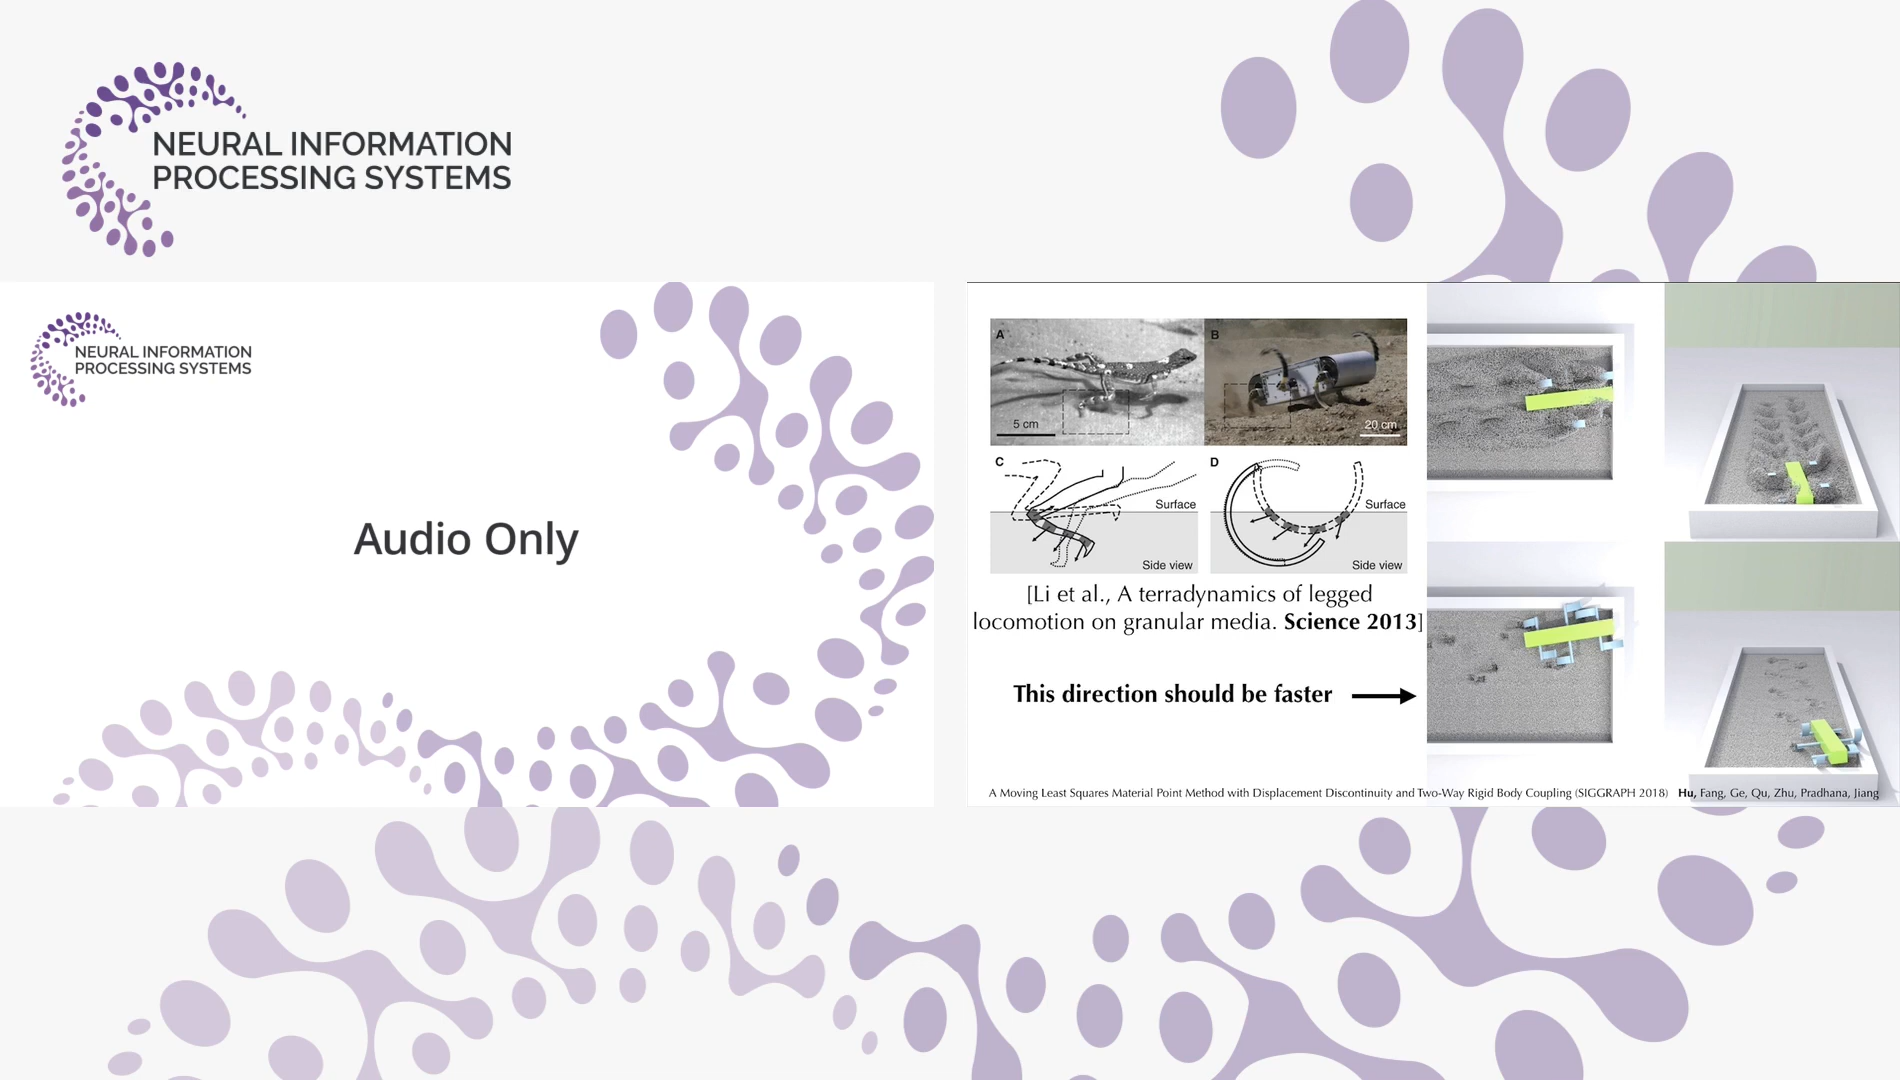 NEURAL INFORMATION
PROCESSING SYSTEMS
NEURAL INFORMATION
PROCESSING SYSTEMS
Audio Only
A
B
5 cm
20 cm
C
D
Surface
Surface
Side view
Side view
[Li et al., A terradynamics of legged
locomotion on granular media. Science 2013]
This direction should be faster
A Moving Least Squares Material Point Method with Displacement Discontinuity and Two-Way Rigid Body Coupling (SIGGRAPH 2018) Hu, Fang, Ge, Qu, Zhu, Pradhana, Jiang